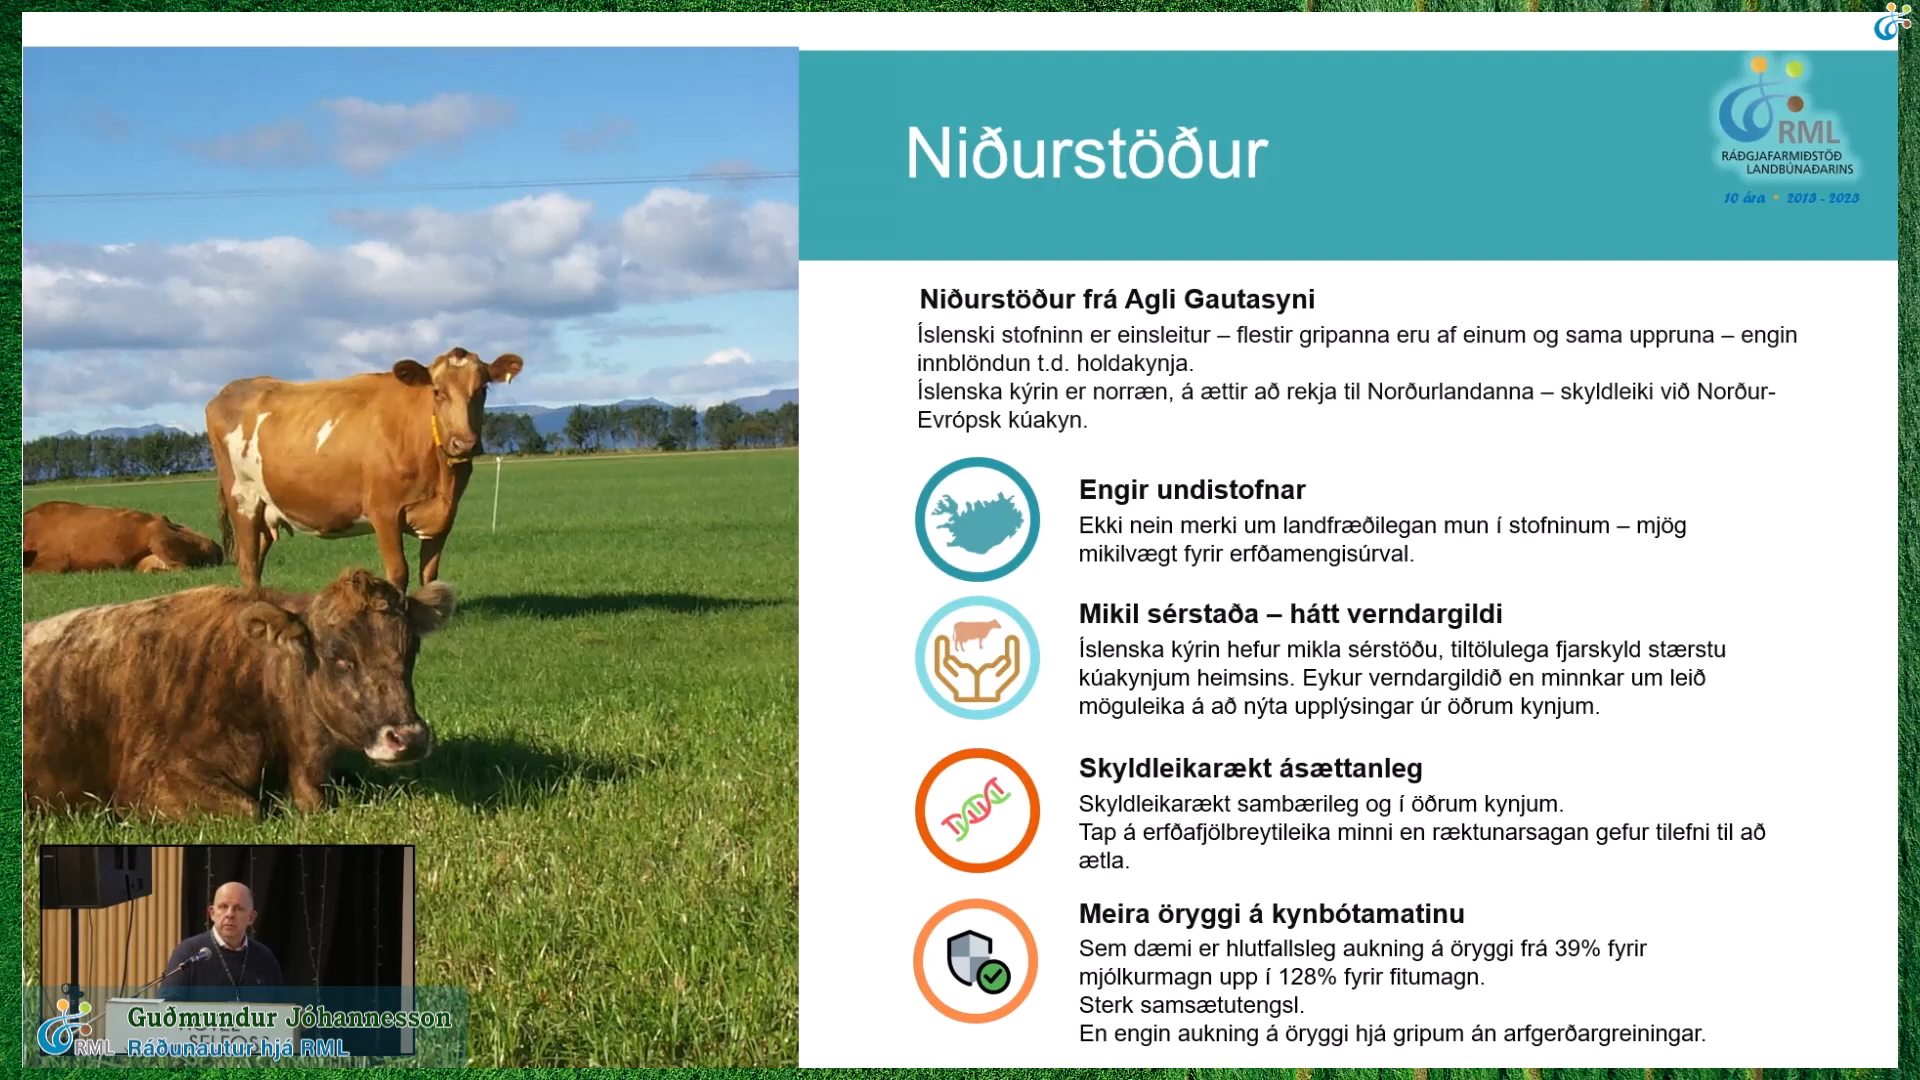 Niðurstöður
RML
RÁÐGJAFARMIÐSTÖÐ
LANDBÚNAÐARINS
10 ára • 2013 - 2023
Niðurstöður frá Agli Gautasyni
Íslenski stofninn er einsleitur – flestir gripanna eru af einum og sama uppruna – engin
innblöndun t.d. holdakynja.
Íslenska kýrin er norræn, á ættir að rekja til Norðurlandanna – skyldleiki við Norður-
Evrópsk kúakyn.
Engir undistofnar
Ekki nein merki um landfræðilegan mun í stofninum – mjög
mikilvægt fyrir erfðamengisúrval.
Mikil sérstaða – hátt verndargildi
Íslenska kýrin hefur mikla sérstöðu, tiltölulega fjarskyld stærstu
kúakynjum heimsins. Eykur verndargildið en minnkar um leið
möguleika á að nýta upplýsingar úr öðrum kynjum.
Skyldleikarækt ásættanleg
Skyldleikarækt sambærileg og í öðrum kynjum.
Tap á erfðafjölbreytileika minni en ræktunarsagan gefur tilefni til að
ætla.
Meira öryggi á kynbótamatinu
Sem dæmi er hlutfallsleg aukning á öryggi frá 39% fyrir
mjólkurmagn upp í 128% fyrir fitumagn.
Sterk samsætutengsl.
En engin aukning á öryggi hjá gripum án arfgerðargreiningar.
Guðmundur Jóhannesson
RML Ráðunautur hjá RML